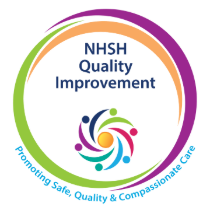 NHSH
Quality
Improvement
Promoting Safe, Quality & Compassionate Care